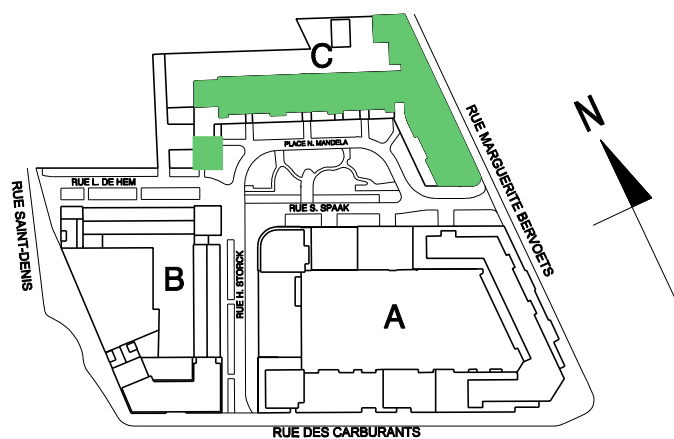 C
N
RUE MARGUERITE BERVOETS
PLACE N. MANDELA
RUE L. DE HEM
RUE SAINT-DENIS
RUE S. SPAAK
RUE H. STORCK
B
A
RUE DES CARBURANTS